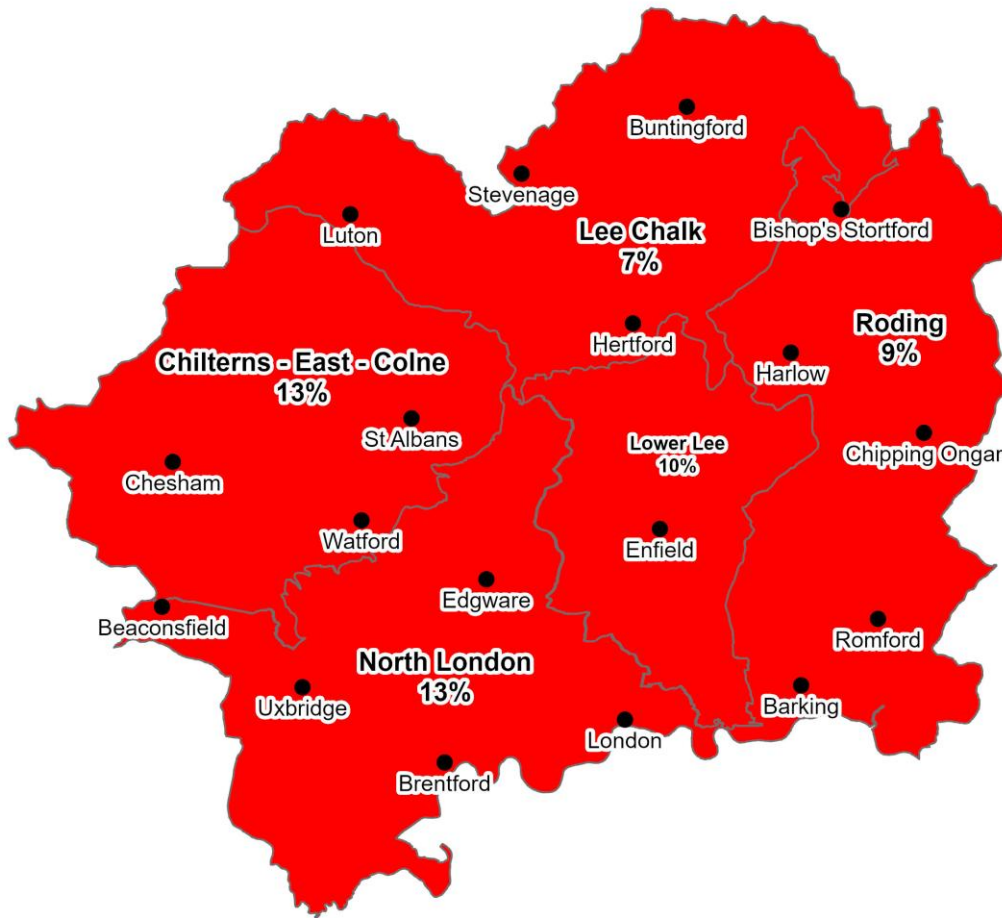 Buntingford
Stevenage
Luton
Bishop's Stortford
Lee Chalk
7%
Hertford
Roding
9%
Harlow
Chilterns - East - Colne
13%
St Albans
Lower Lee
10%
Chipping Ongar
Chesham
Watford
Enfield
Edgware
Beaconsfield
Romford
North London
13%
Uxbridge
Barking
London
Brentford